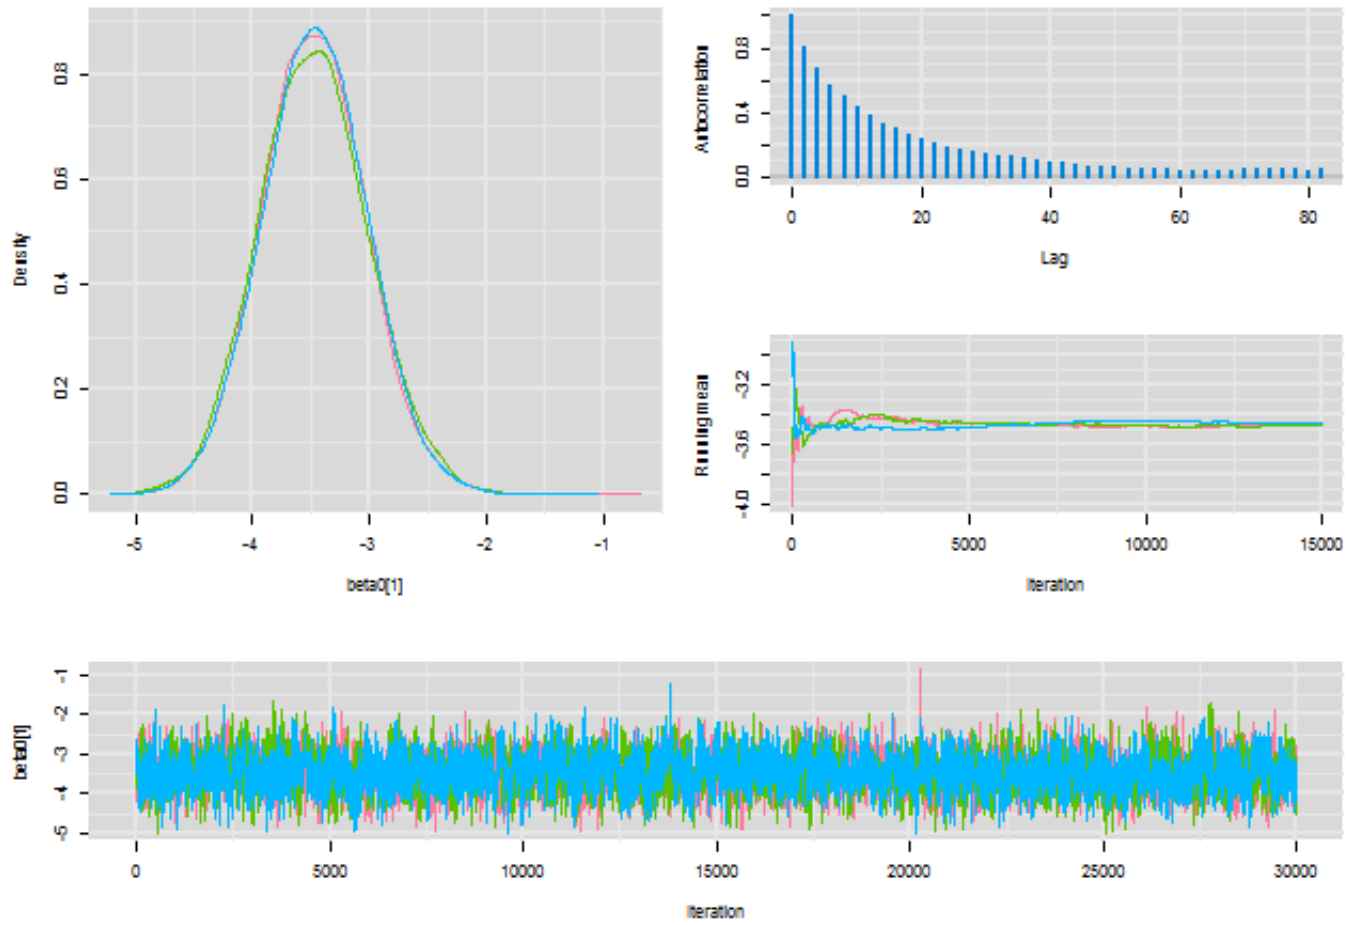 Density
0.0 0.2 0.4 0.6 0.8
-5 -4 -3 -2 -1
beta0[1]
Autocorrelation
0.0 0.4 0.8
0 20 40 60 80
Lag
Running mean
-4.0 -3.6 -3.2
0 5000 10000 15000
Iteration
beta0[1]
-5 -4 -3 -2 -1
0 5000 10000 15000 20000 25000 30000
Iteration